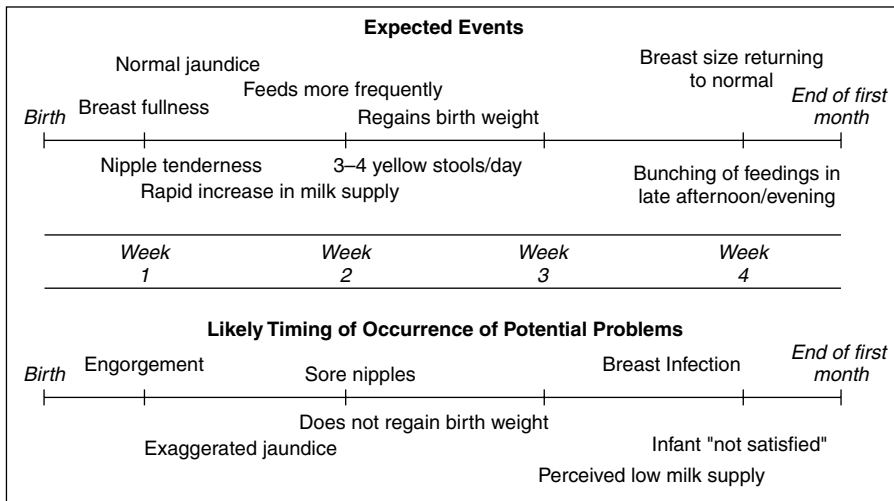 Expected Events
Normal jaundice
Breast size returning
to normal
Feeds more frequently
End of first
month
Birth
Breast fullness
Regains birth weight
Nipple tenderness
3–4 yellow stools/day
Bunching of feedings in
late afternoon/evening
Rapid increase in milk supply
Week
1
Week
2
Week
3
Week
4
Likely Timing of Occurrence of Potential Problems
Birth
Engorgement
Sore nipples
Breast Infection
End of first
month
Does not regain birth weight
Exaggerated jaundice
Infant "not satisfied"
Perceived low milk supply